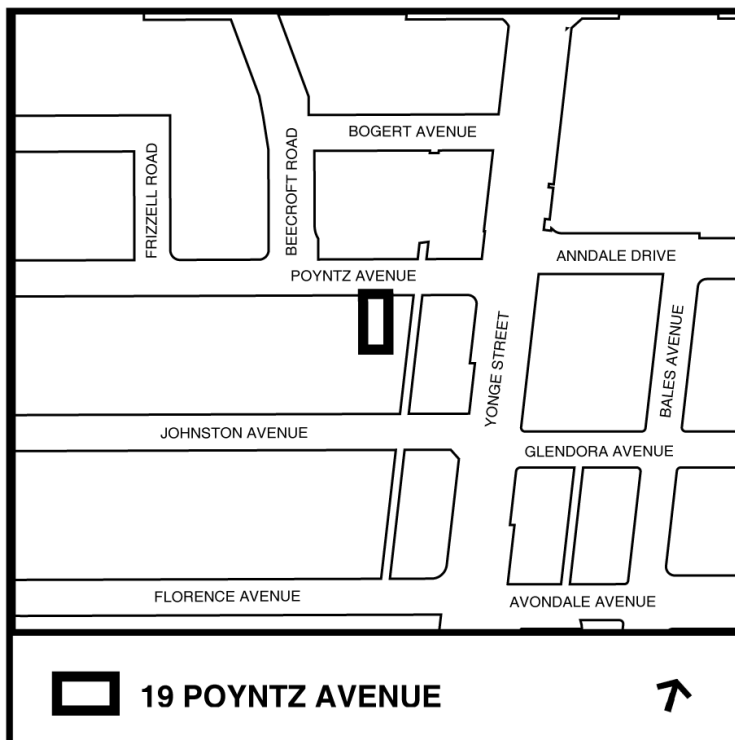 BOGERT AVENUE
FRIZZELL ROAD
BEECROFT ROAD
ANNDALE DRIVE
POYNTZ AVENUE
YONGE STREET
BALES AVENUE
JOHNSTON AVENUE
GLENDORA AVENUE
FLORENCE AVENUE
AVONDALE AVENUE
19 POYNTZ AVENUE